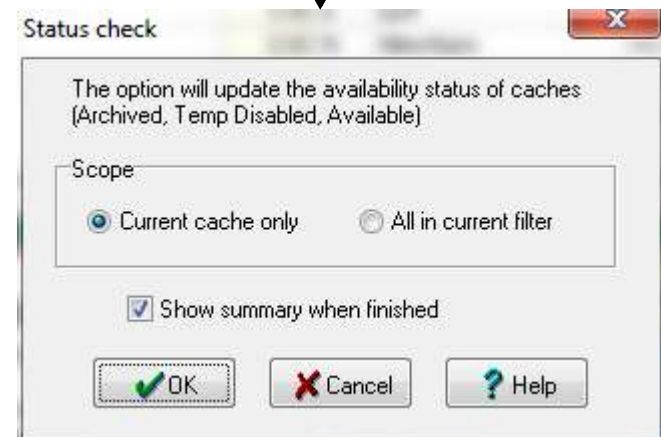 Status check
The option will update the availability status of caches
(Archived, Temp Disabled, Available)
Scope
Current cache only
All in current filter
Show summary when finished
OK
Cancel
Help